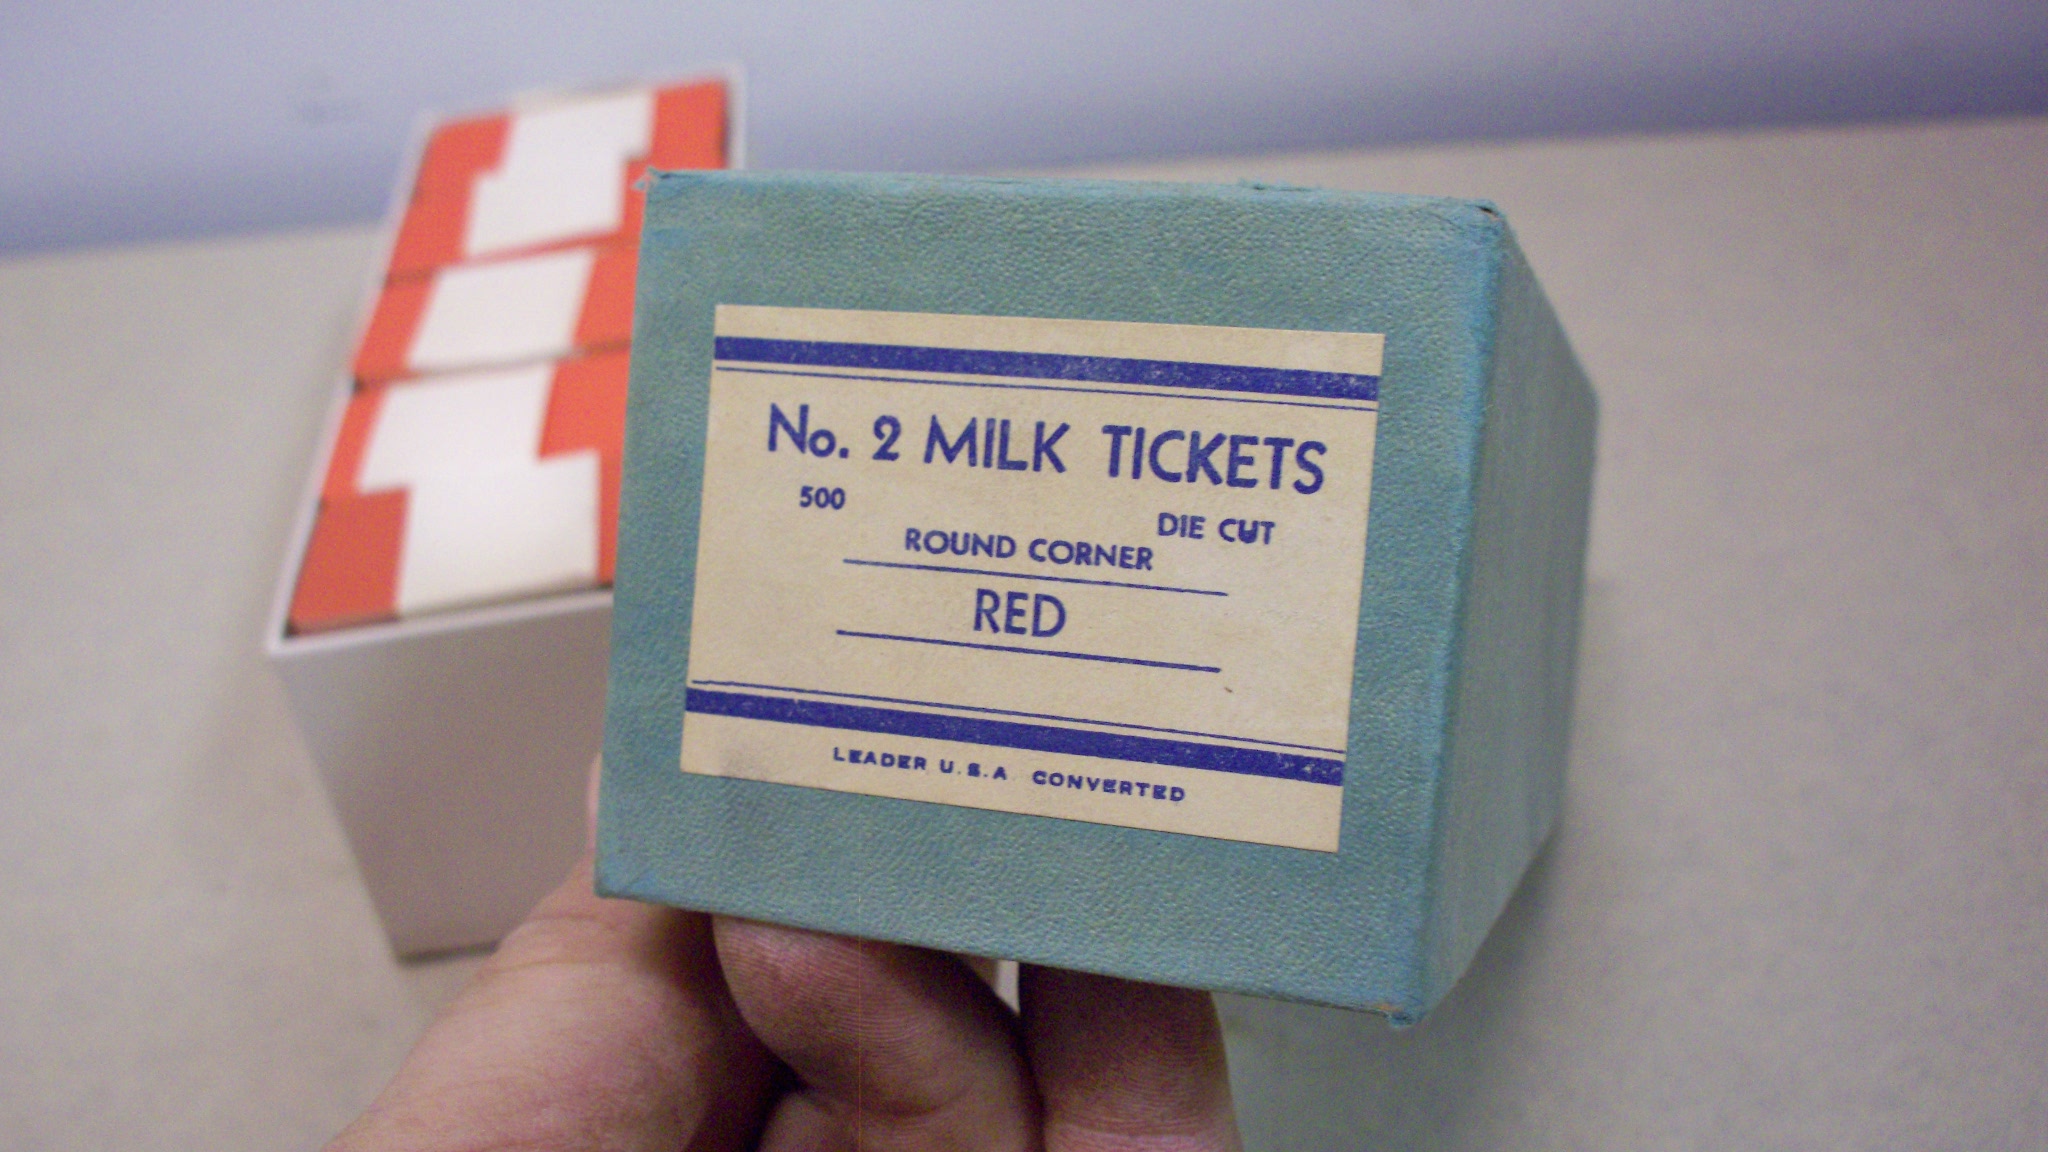 No. 2 MILK TICKETS
500
DIE CUT
ROUND CORNER
RED
LEADER U.S.A CONVERTED